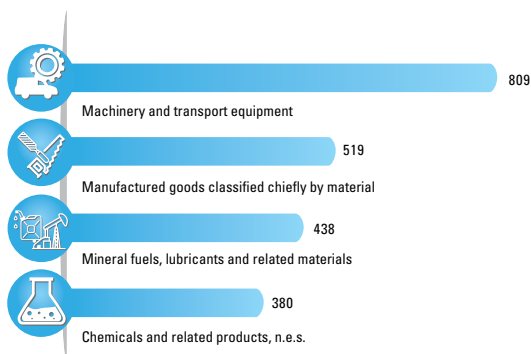 809
Machinery and transport equipment
519
Manufactured goods classified chiefly by material
438
Mineral fuels, lubricants and related materials
380
Chemicals and related products, n.e.s.